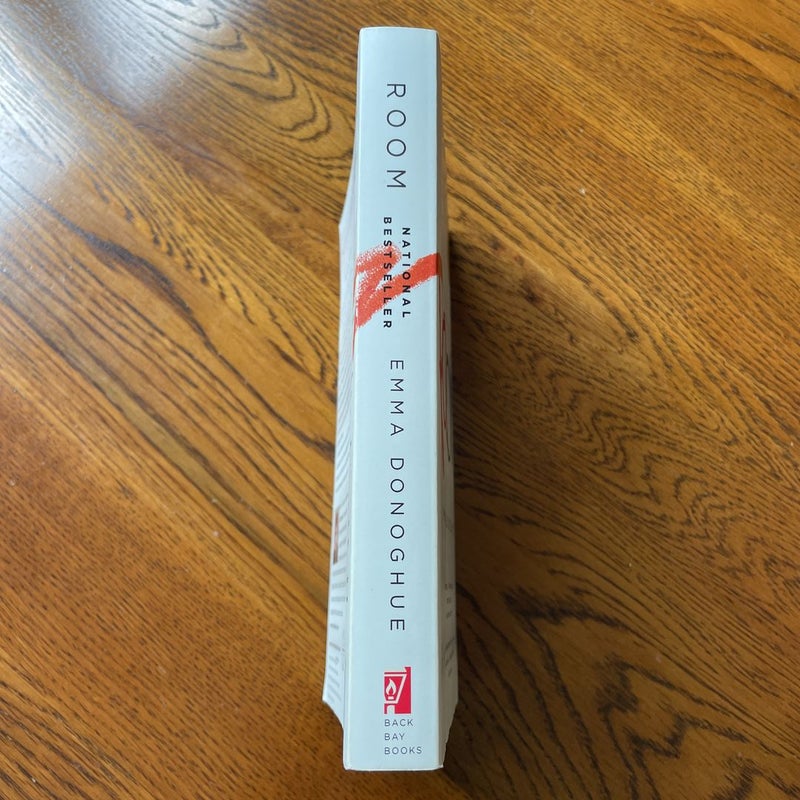 ROOM
NATIONAL
BESTSELLER
EMMA DONOGHUE
BACK
BAY
BOOKS